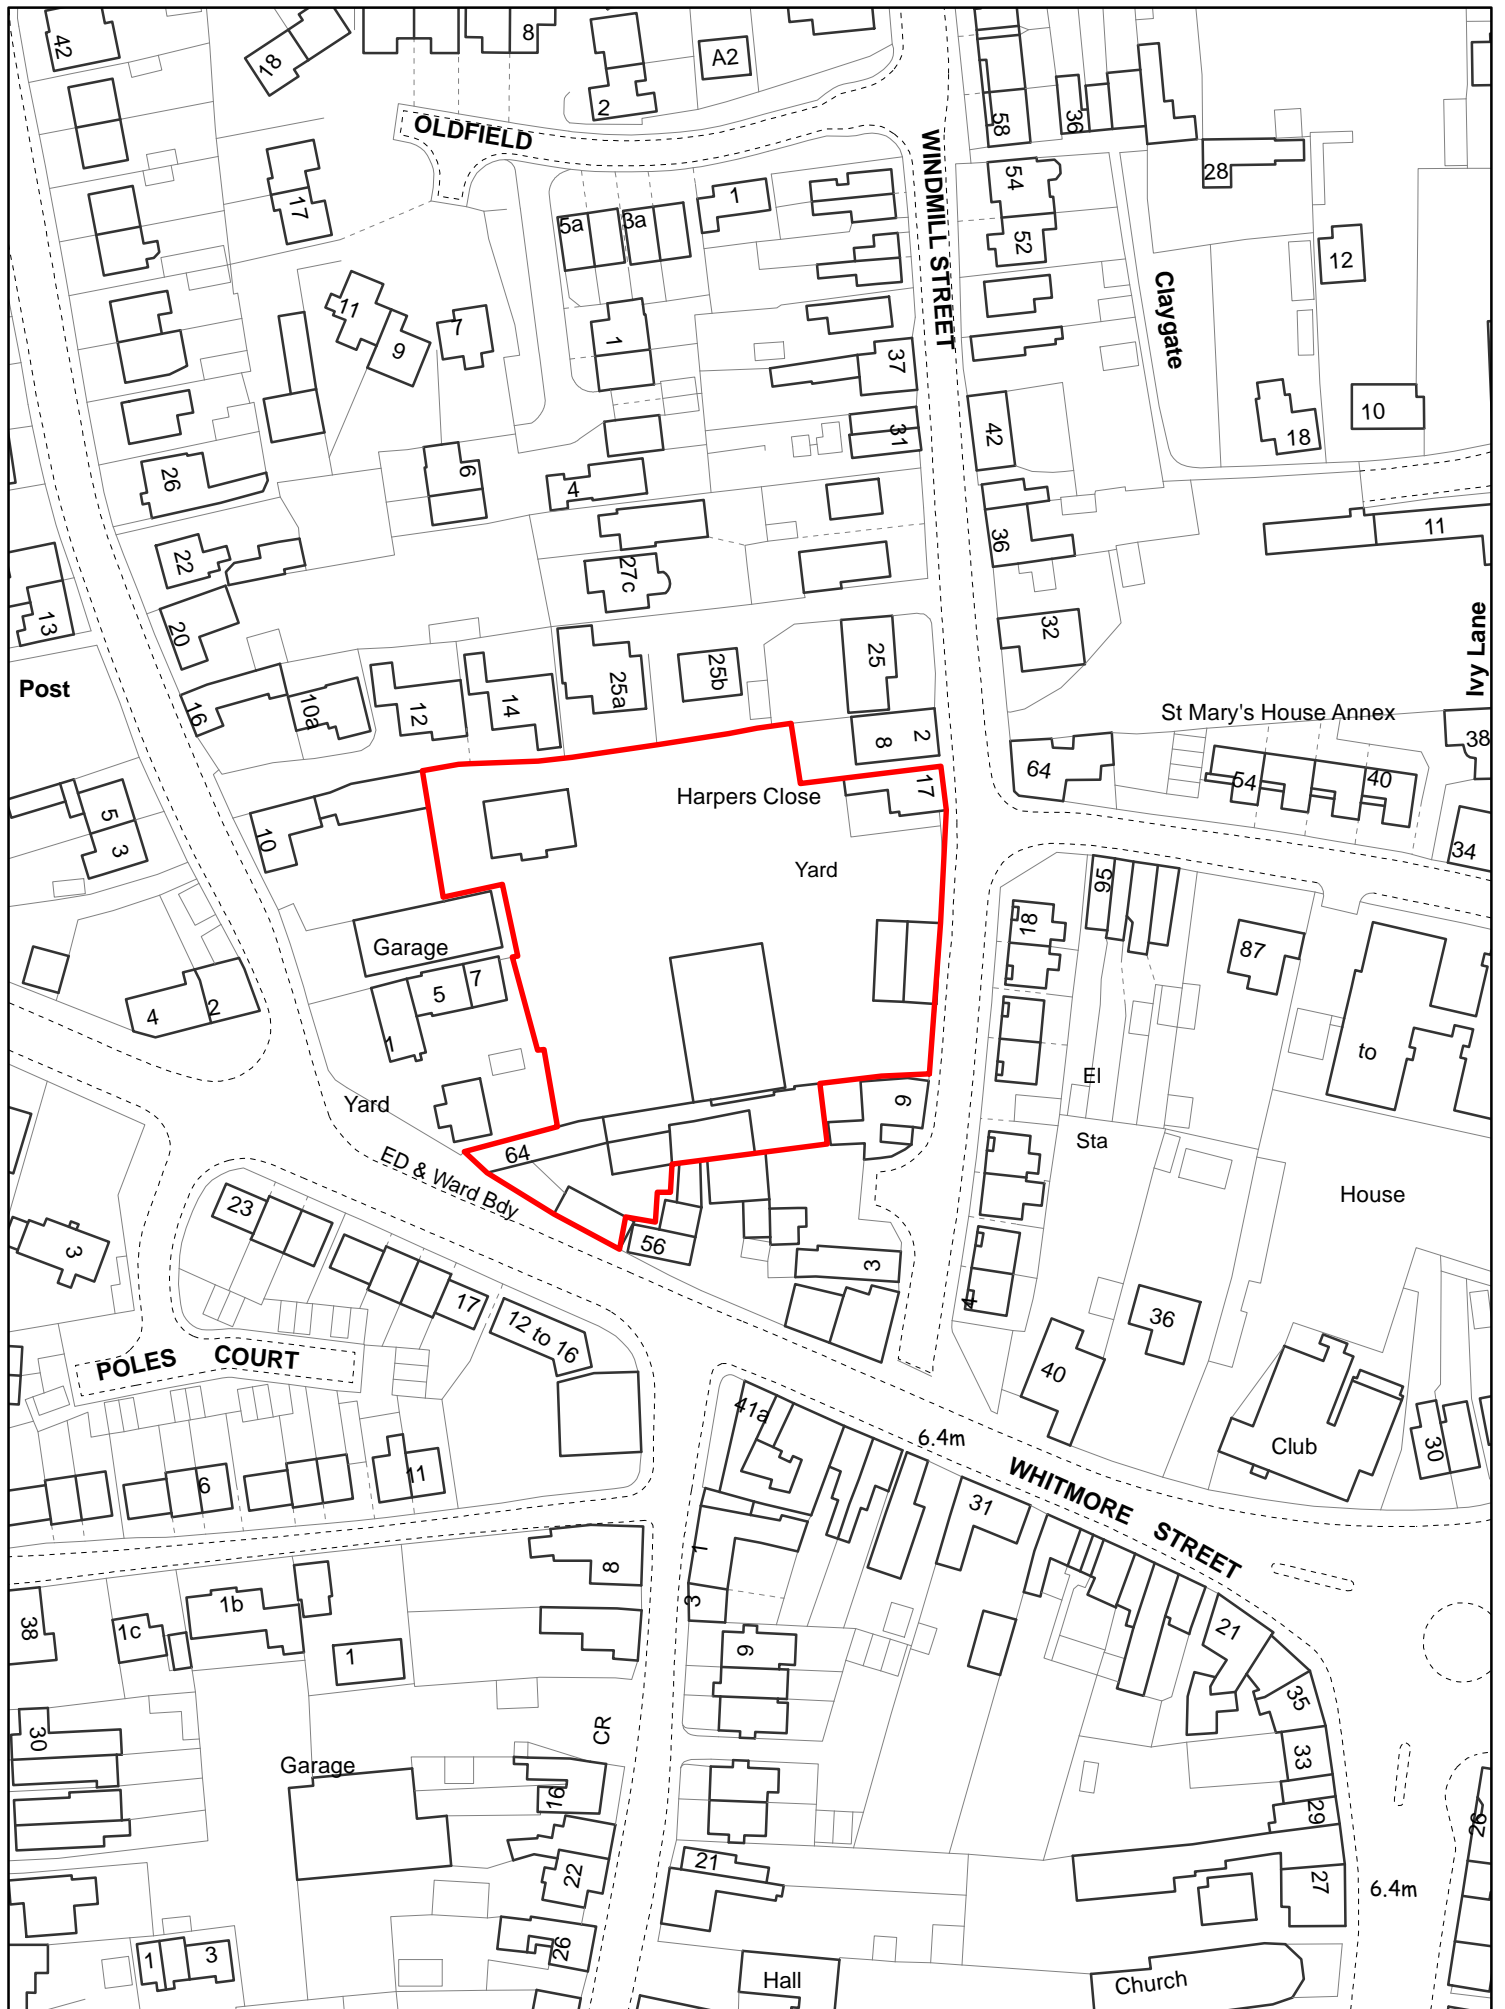 42
18
8
2
A2
OLDFIELD
WINDMILL STREET
58
36
28
17
5a
3a
1
54
52
12
Claygate
11
9
7
1
37
10
18
31
42
26
6
4
36
11
22
27c
13
20
32
Ivy Lane
Post
16
10a
12
14
25a
25b
25
St Mary's House Annex
8
2
38
64
54
40
Harpers Close
17
10
5
3
34
Yard
95
18
87
Garage
7
5
4
2
1
to
El
Yard
9
Sta
64
ED & Ward Bdy
House
23
3
56
3
17
12 to 16
4
36
POLES COURT
40
41a
6.4m
Club
30
6
11
WHITMORE STREET
31
8
1
3
38
1c
1b
1
9
21
35
30
CR
33
Garage
16
29
26
22
21
27
6.4m
1
3
26
Hall
Church